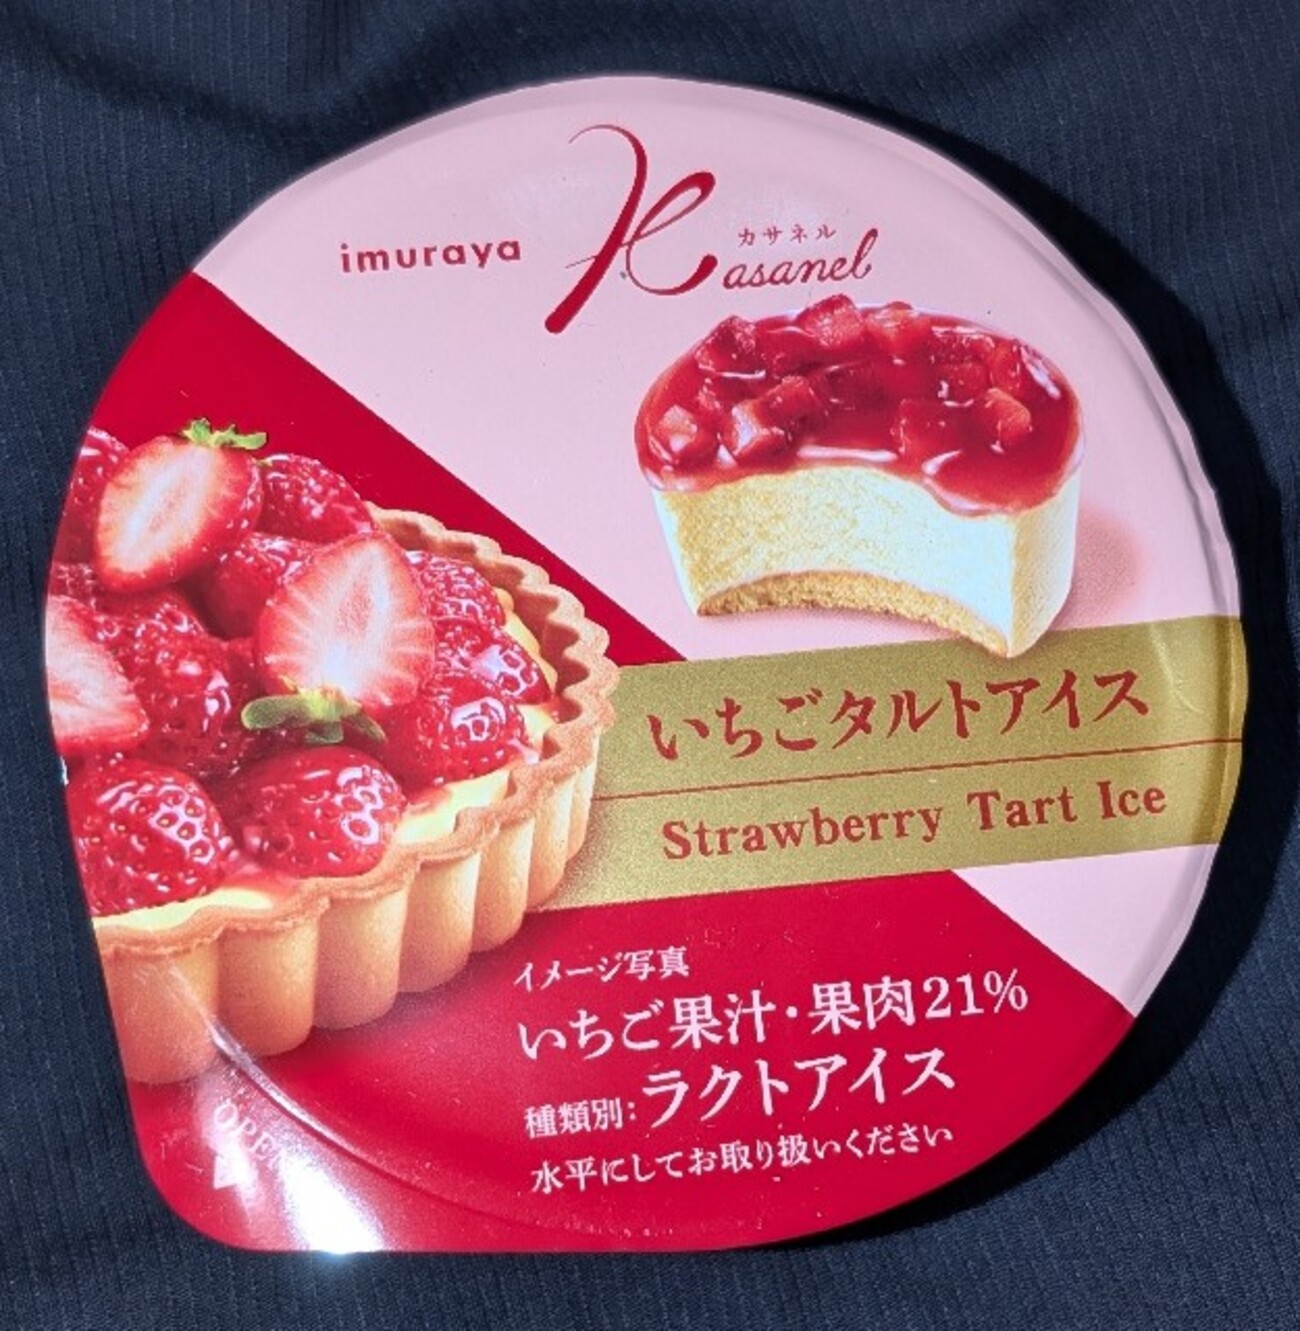 imuraya
カサネル
Kasanel
いちごタルトアイス
Strawberry Tart Ice
イメージ写真
いちご果汁・果肉21%
種類別:ラクトアイス
水平にしてお取り扱いください
OPEN